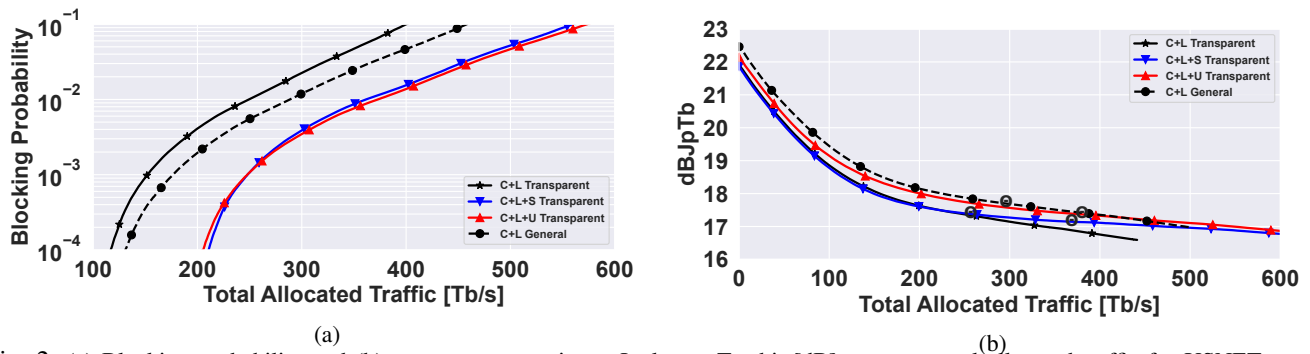 Blocking Probability
10⁻¹
10⁻²
10⁻³
10⁻⁴
C+L Transparent
C+L+S Transparent
C+L+U Transparent
C+L General
100 200 300 400 500 600
Total Allocated Traffic [Tb/s]
(a)
dBJpTb
23
22
21
20
19
18
17
16
C+L Transparent
C+L+S Transparent
C+L+U Transparent
C+L General
0 100 200 300 400 500 600
Total Allocated Traffic [Tb/s]
(b)